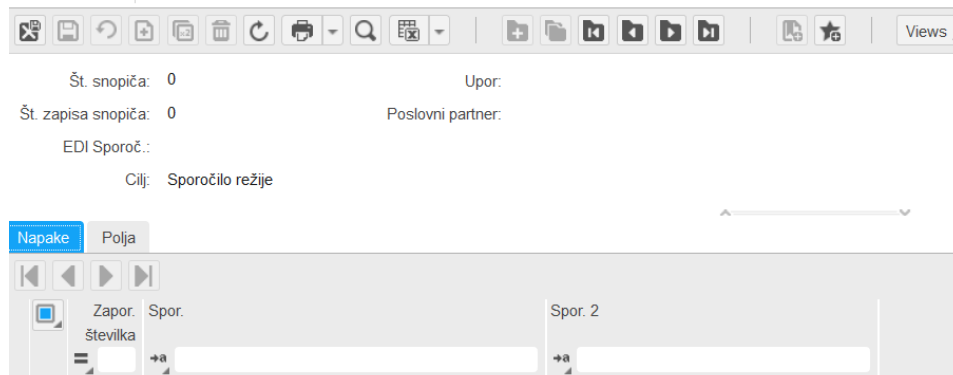 Views
Št. snopiča: 0 Upor:
Št. zapisa snopiča: 0 Poslovni partner:
EDI Sporoč.:
Cilj: Sporočilo režije
Napake Polja
Zapor. Spor. Spor. 2
številka
= →a →a